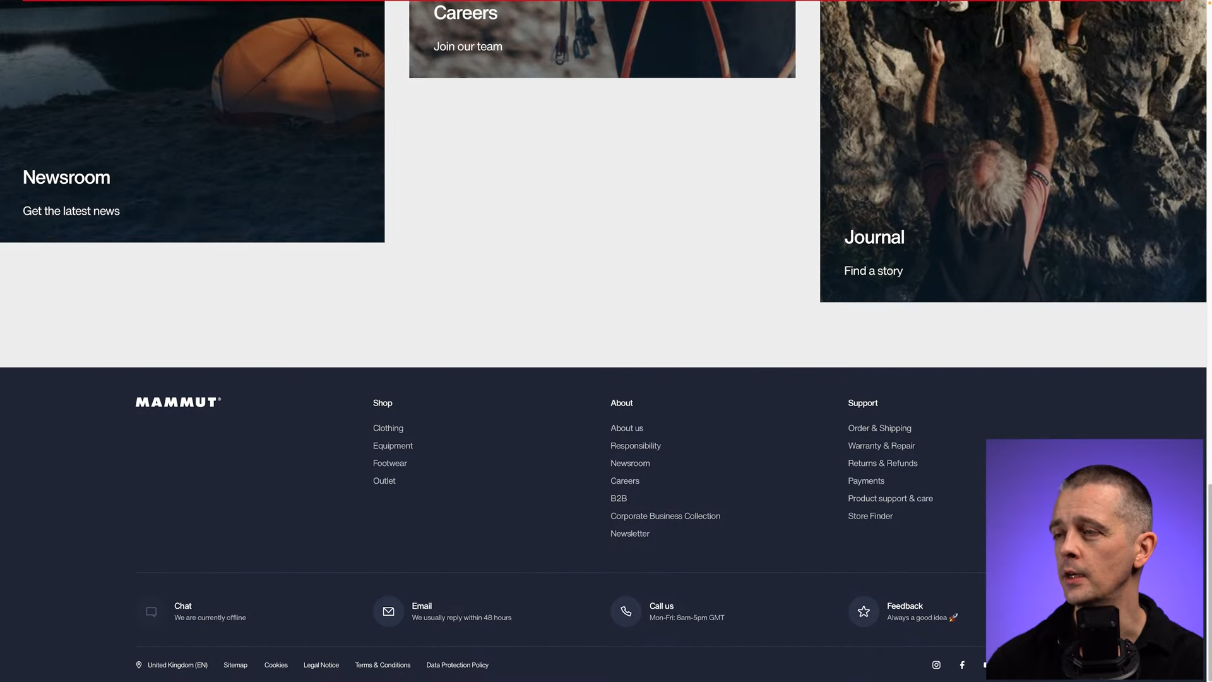 Careers
Join our team
Newsroom
Get the latest news
Journal
Find a story
MAMMUT
Shop
Clothing
Equipment
Footwear
Outlet
About
About us
Responsibility
Newsroom
Careers
B2B
Corporate Business Collection
Newsletter
Support
Order & Shipping
Warranty & Repair
Returns & Refunds
Payments
Product support & care
Store Finder
Chat
We are currently offline
Email
We usually reply within 48 hours
Call us
Mon-Fri: 8am-5pm GMT
Feedback
Always a good idea 🚀
United Kingdom (EN) Sitemap Cookies Legal Notice Terms & Conditions Data Protection Policy